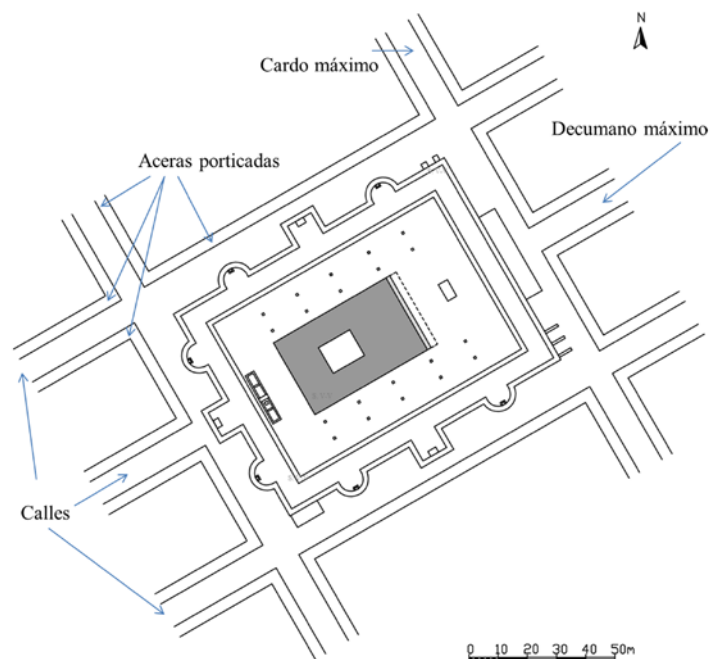 N
Cardo máximo
Decumano máximo
Aceras porticadas
Calles
0 10 20 30 40 50m